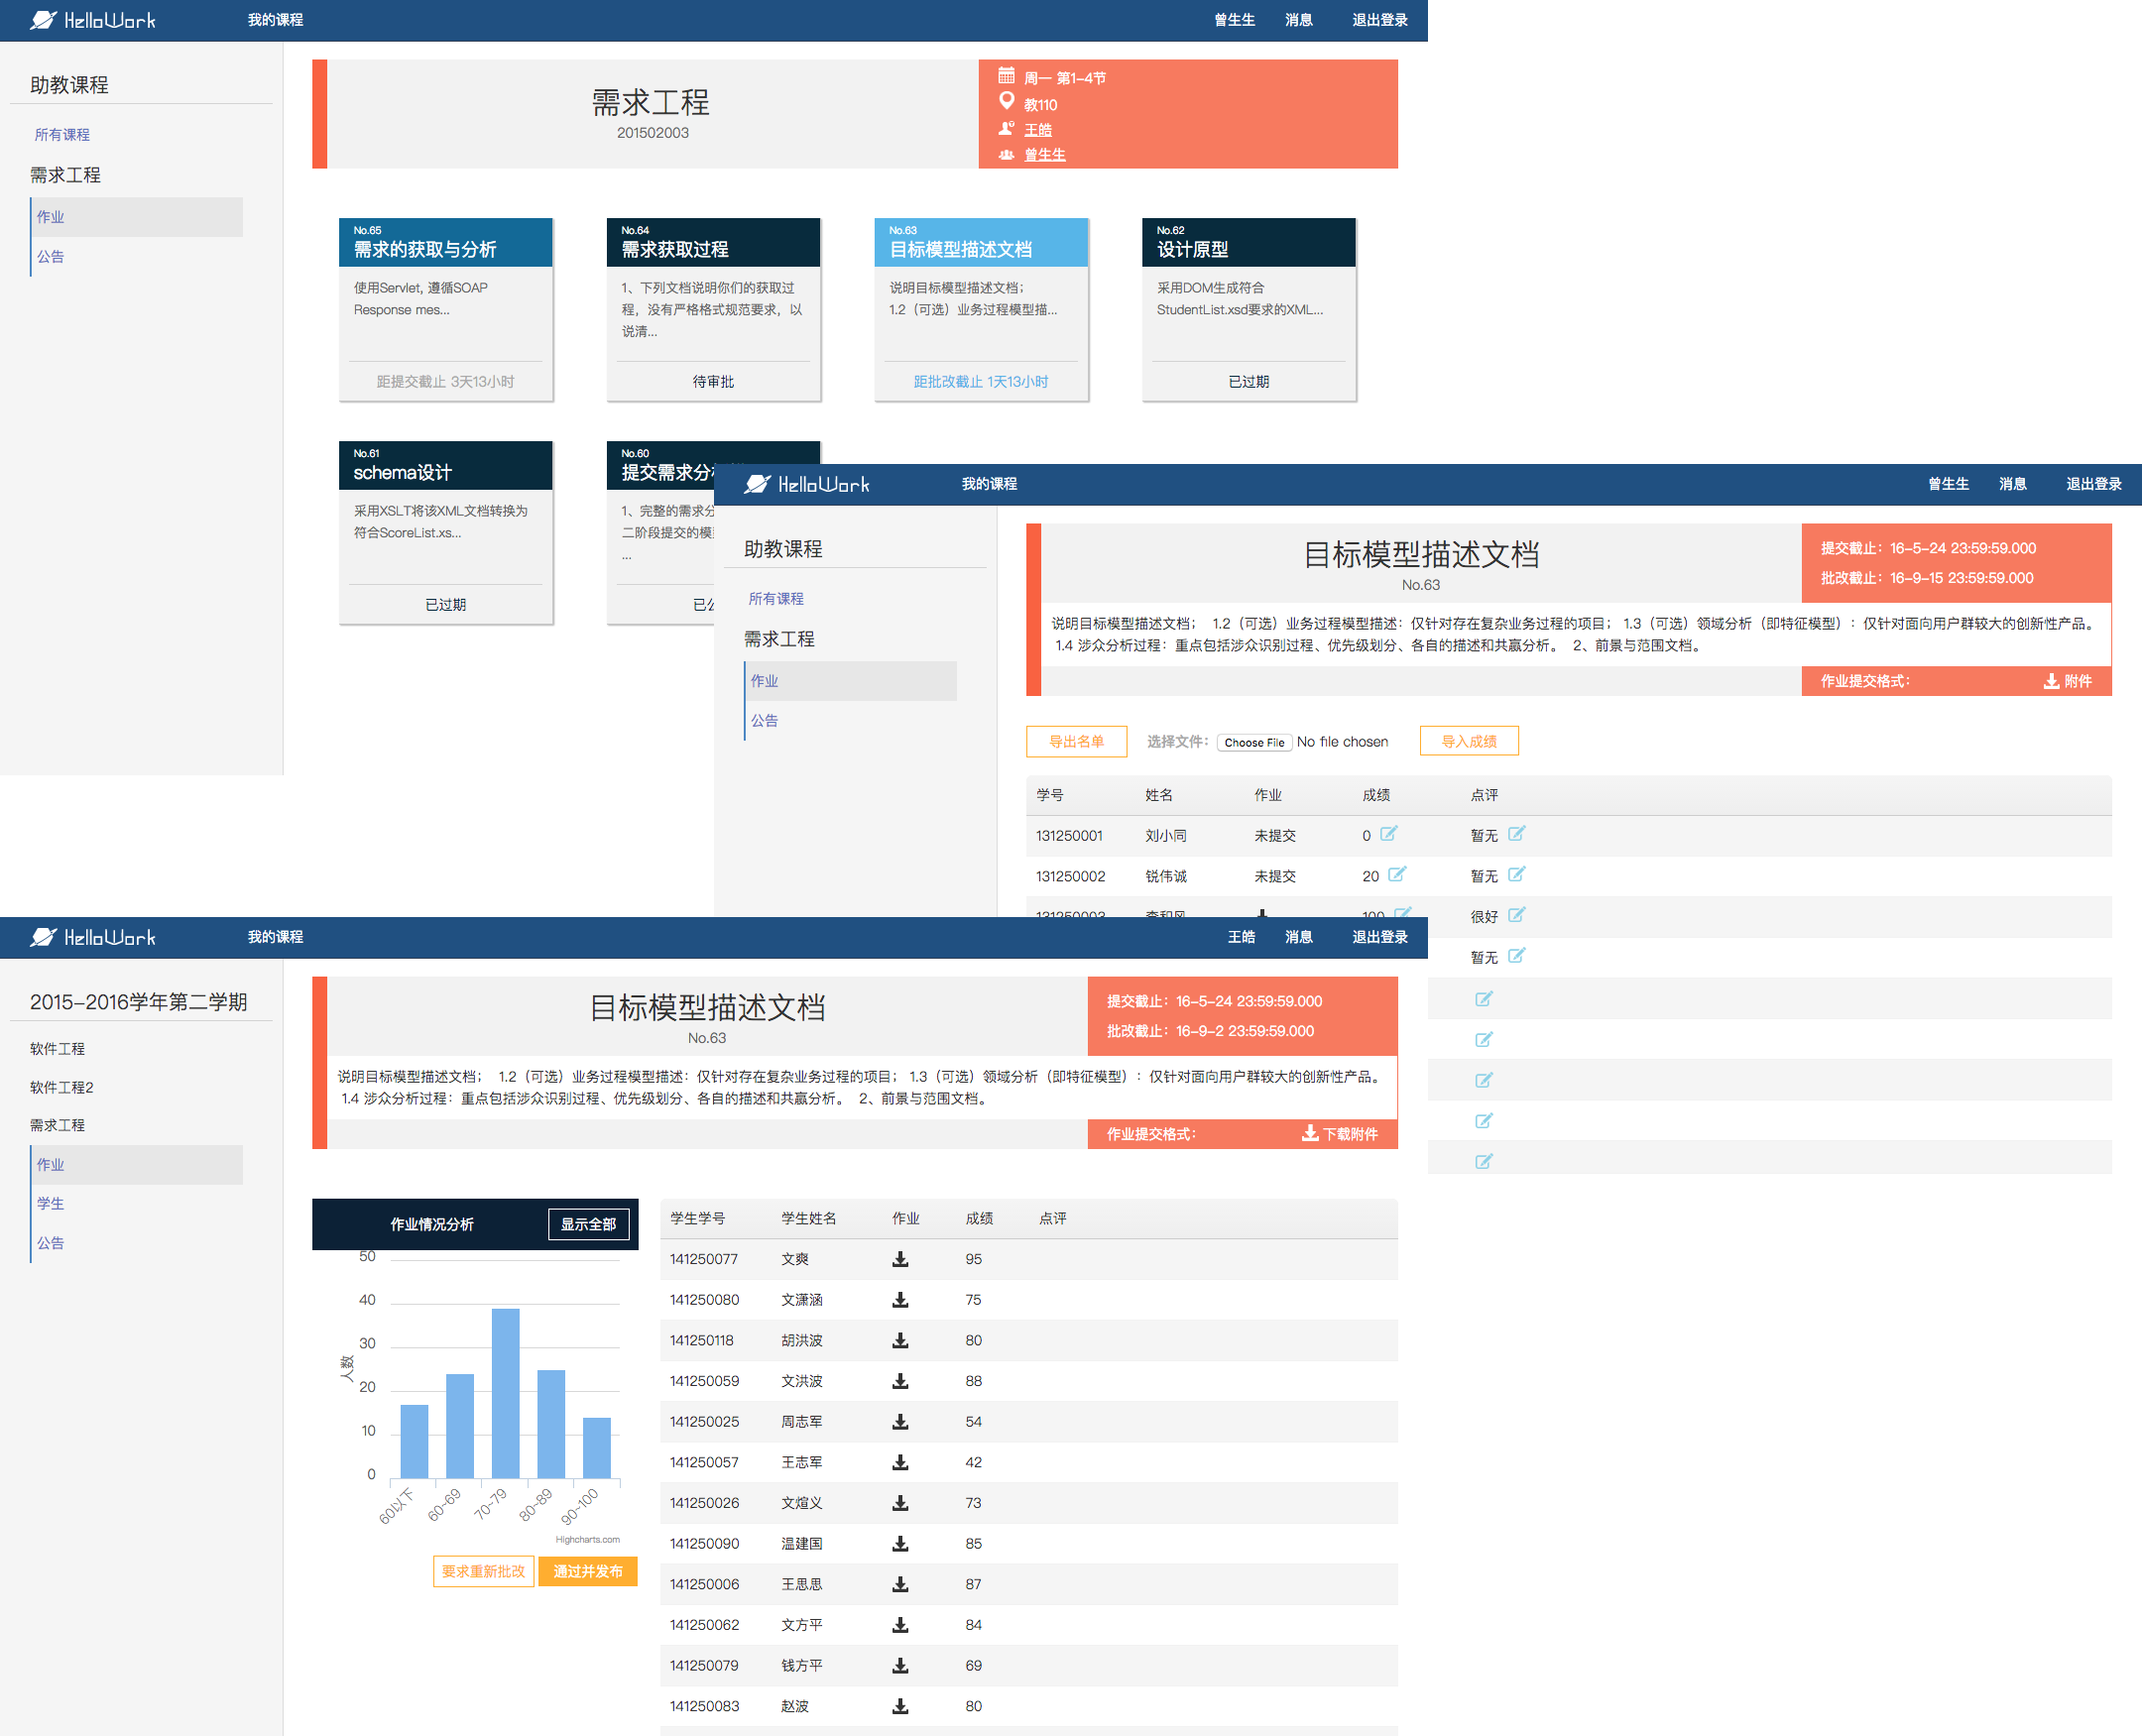 HelloWork
我的课程
曾生生
消息
退出登录
助教课程
所有课程
需求工程
作业
公告
需求工程
201502003
周一 第1-4节
教110
王皓
曾生生
No.65
需求的获取与分析
使用Servlet, 遵循SOAP
Response mes...
距提交截止 3天13小时
No.64
需求获取过程
1、下列文档说明你们的获取过
程，没有严格格式规范要求，以
说清...
待审批
No.63
目标模型描述文档
说明目标模型描述文档；
1.2（可选）业务过程模型描...
距批改截止 1天13小时
No.62
设计原型
采用DOM生成符合
StudentList.xsd要求的XML...
已过期
No.61
schema设计
采用XSLT将该XML文档转换为
符合ScoreList.xs...
已过期
No.60
提交需求分
1、完整的需求分
二阶段提交的模
...
已
HelloWork
我的课程
曾生生
消息
退出登录
助教课程
所有课程
需求工程
作业
公告
目标模型描述文档
No.63
提交截止：16-5-24 23:59:59.000
批改截止：16-9-15 23:59:59.000
说明目标模型描述文档； 1.2（可选）业务过程模型描述：仅针对存在复杂业务过程的项目；1.3（可选）领域分析（即特征模型）：仅针对面向用户群较大的创新性产品。
1.4 涉众分析过程：重点包括涉众识别过程、优先级划分、各自的描述和共赢分析。 2、前景与范围文档。
作业提交格式：
附件
导出名单
选择文件：
Choose File No file chosen
导入成绩
学号 姓名 作业 成绩 点评
131250001 刘小同 未提交 0 暂无
131250002 锐伟诚 未提交 20 暂无
131250003 李和风 100 很好
暂无
HelloWork
我的课程
王皓
消息
退出登录
2015-2016学年第二学期
软件工程
软件工程2
需求工程
作业
学生
公告
目标模型描述文档
No.63
提交截止：16-5-24 23:59:59.000
批改截止：16-9-2 23:59:59.000
说明目标模型描述文档； 1.2（可选）业务过程模型描述：仅针对存在复杂业务过程的项目；1.3（可选）领域分析（即特征模型）：仅针对面向用户群较大的创新性产品。
1.4 涉众分析过程：重点包括涉众识别过程、优先级划分、各自的描述和共赢分析。 2、前景与范围文档。
作业提交格式：
下载附件
作业情况分析
显示全部
50
40
30
20
10
0
人数
60以下
60~69
70~79
80~89
90~100
Highcharts.com
要求重新批改
通过并发布
学生学号 学生姓名 作业 成绩 点评
141250077 文爽 95
141250080 文潇涵 75
141250118 胡洪波 80
141250059 文洪波 88
141250025 周志军 54
141250057 王志军 42
141250026 文煊义 73
141250090 温建国 85
141250006 王思思 87
141250062 文方平 84
141250079 钱方平 69
141250083 赵波 80